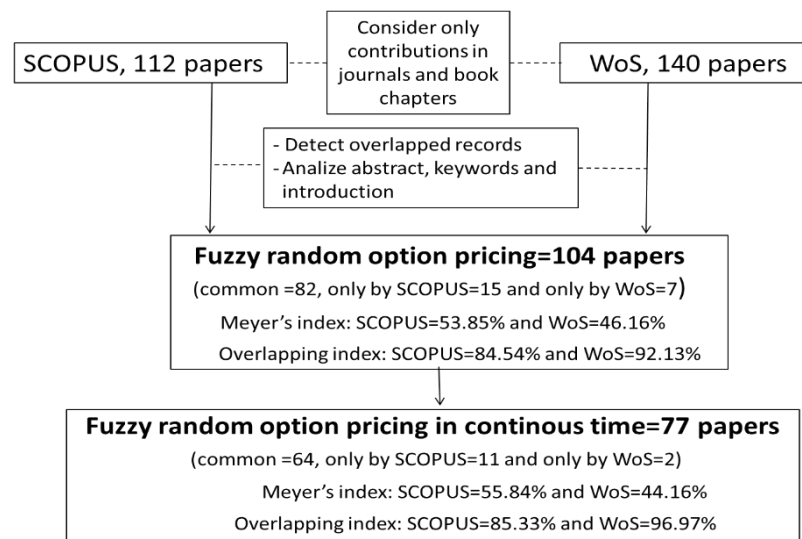 SCOPUS, 112 papers
Consider only
contributions in
journals and book
chapters
WoS, 140 papers
- Detect overlapped records
-Analize abstract, keywords and
introduction
Fuzzy random option pricing=104 papers
(common =82, only by SCOPUS=15 and only by WoS=7)
Meyer's index: SCOPUS=53.85% and WoS=46.16%
Overlapping index: SCOPUS=84.54% and WoS=92.13%
Fuzzy random option pricing in continous time=77 papers
(common =64, only by SCOPUS=11 and only by WoS=2)
Meyer's index: SCOPUS=55.84% and WoS=44.16%
Overlapping index: SCOPUS=85.33% and WoS=96.97%